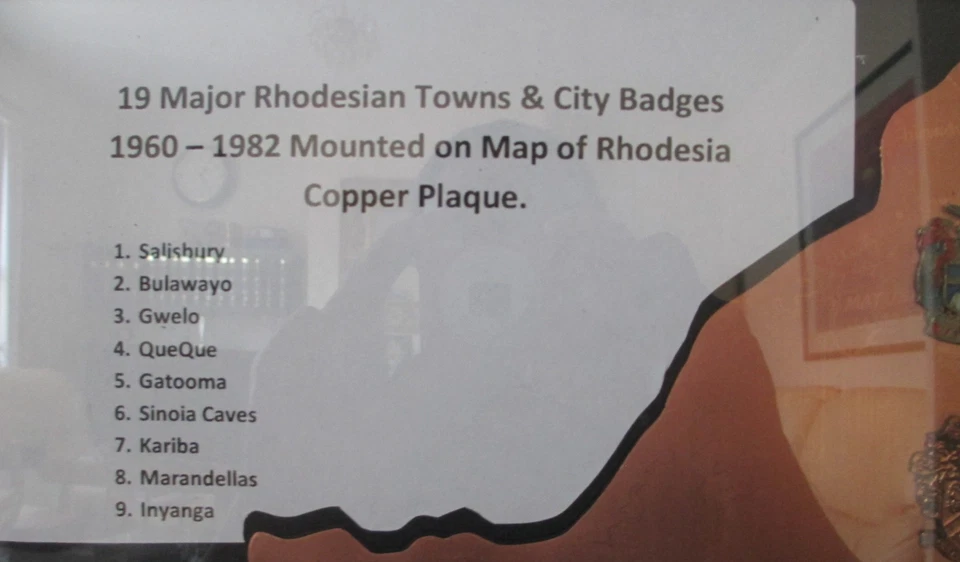 19 Major Rhodesian Towns & City Badges
1960 – 1982 Mounted on Map of Rhodesia
Copper Plaque.
1. Salisbury
2. Bulawayo
3. Gwelo
4. QueQue
5. Gatooma
6. Sinoia Caves
7. Kariba
8. Marandellas
9. Inyanga